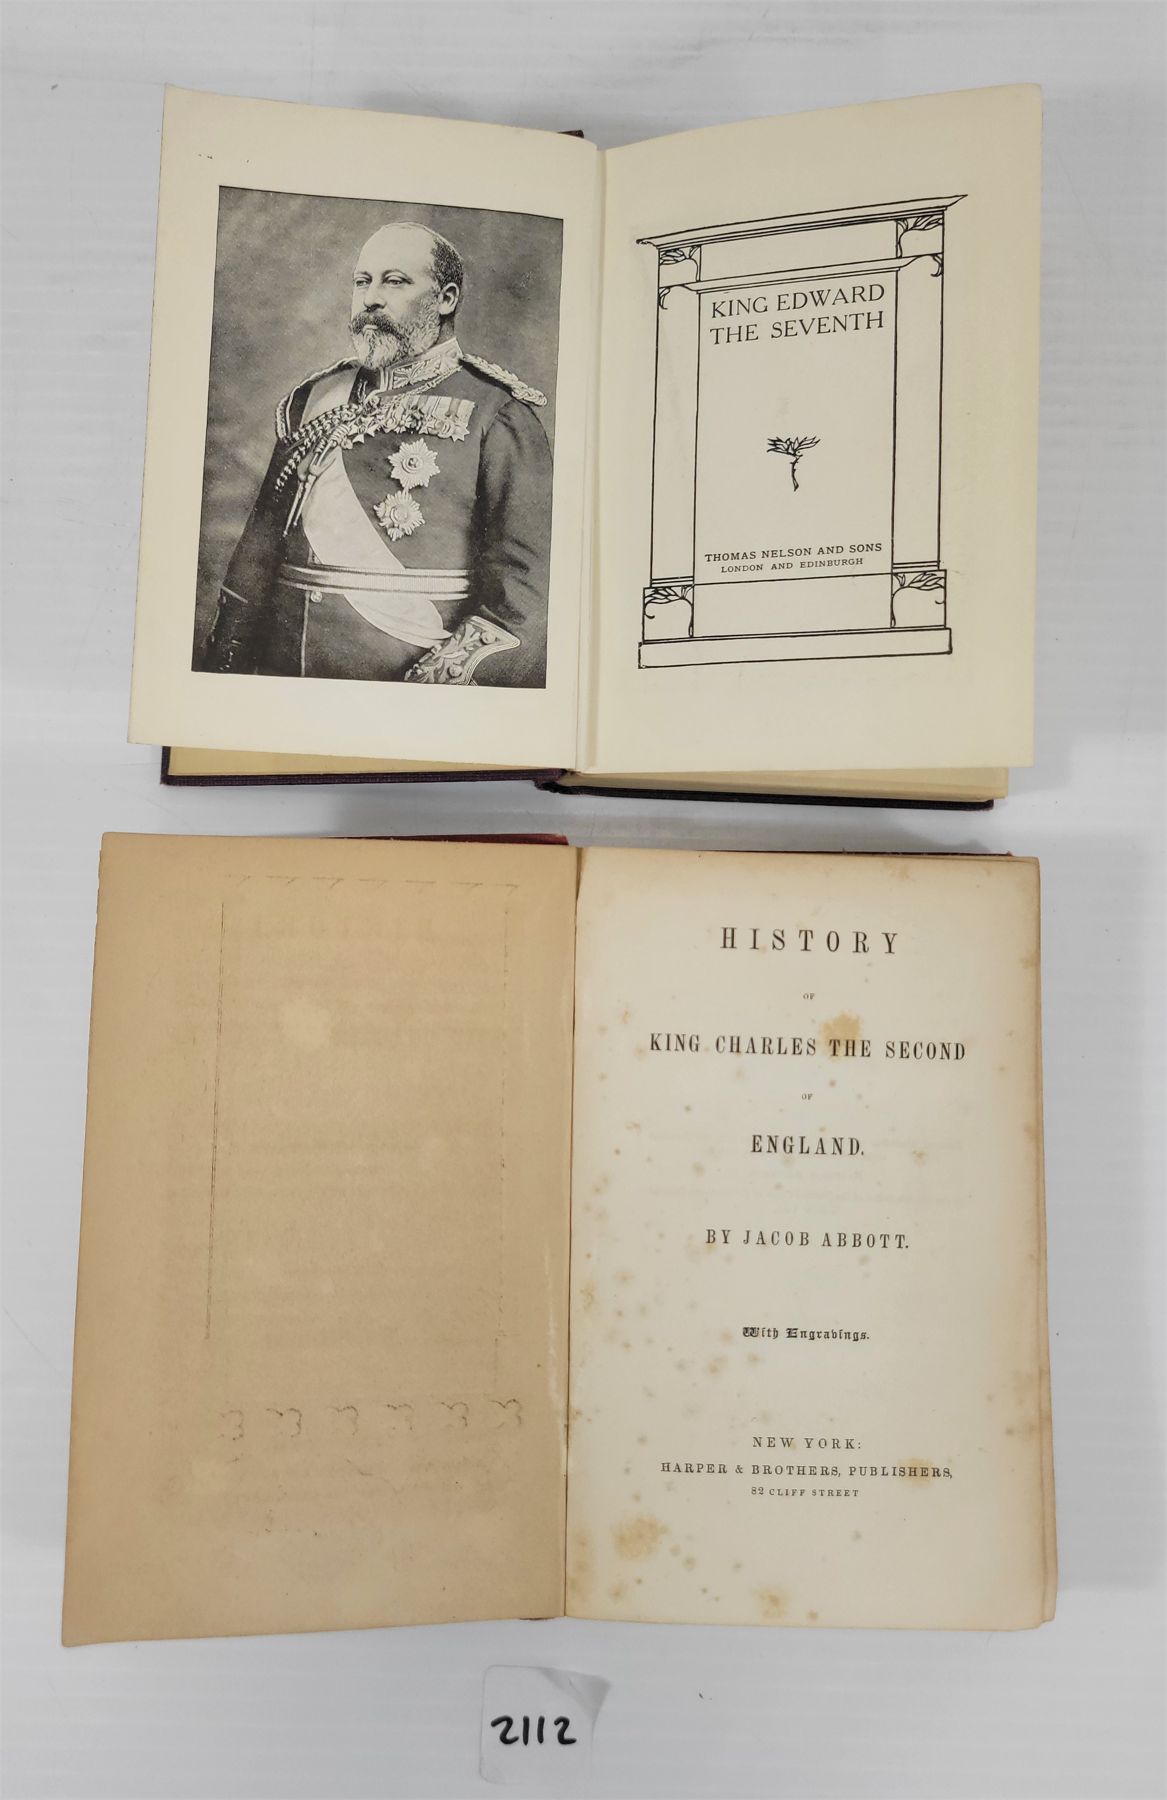 KING EDWARD
THE SEVENTH
THOMAS NELSON AND SONS
LONDON AND EDINBURGH
HISTORY
OF
KING CHARLES THE SECOND
OF
ENGLAND.
BY JACOB ABBOTT.
With Engravings.
NEW YORK:
HARPER & BROTHERS, PUBLISHERS,
82 CLIFF STREET
2112